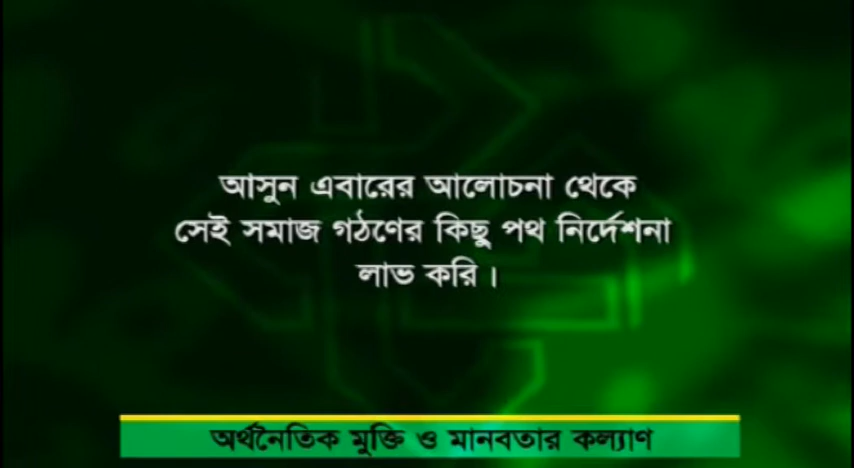 আসুন এবারের আলোচনা থেকে
সেই সমাজ গঠণের কিছু পথ নির্দেশনা
লাভ করি।
অর্থনৈতিক মুক্তি ও মানবতার কল্যাণ